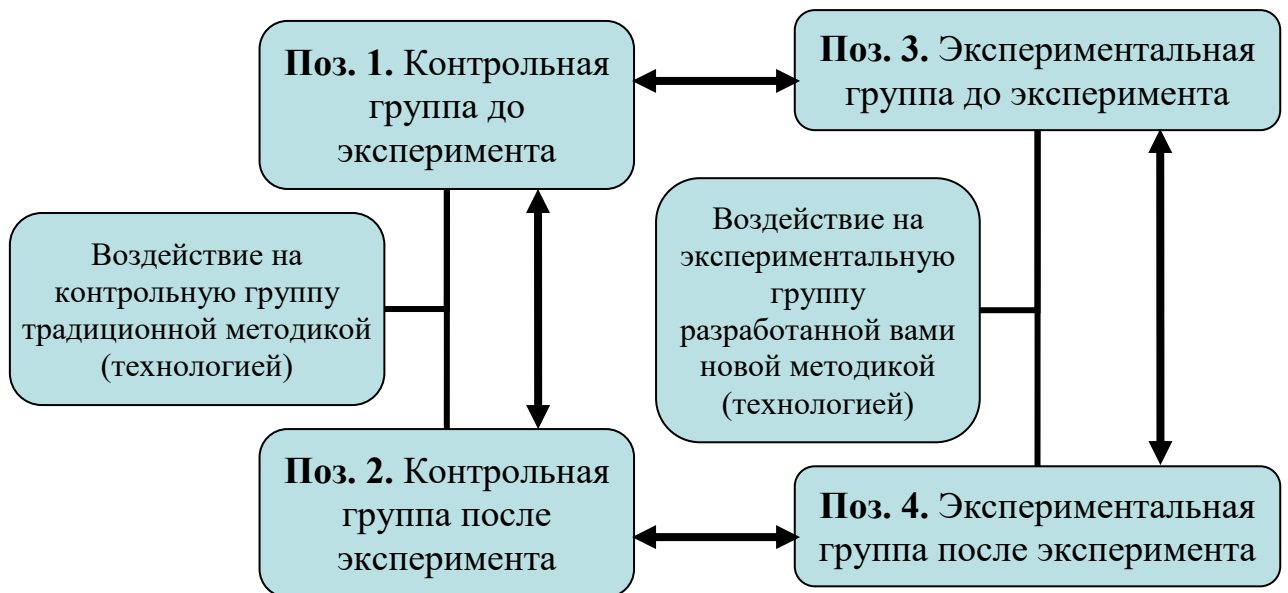 Поз. 1. Контрольная
группа до
эксперимента
Поз. 3. Экспериментальная
группа до эксперимента
Воздействие на
контрольную группу
традиционной методикой
(технологией)
Воздействие на
экспериментальную
группу
разработанной вами
новой методикой
(технологией)
Поз. 2. Контрольная
группа после
эксперимента
Поз. 4. Экспериментальная
группа после эксперимента